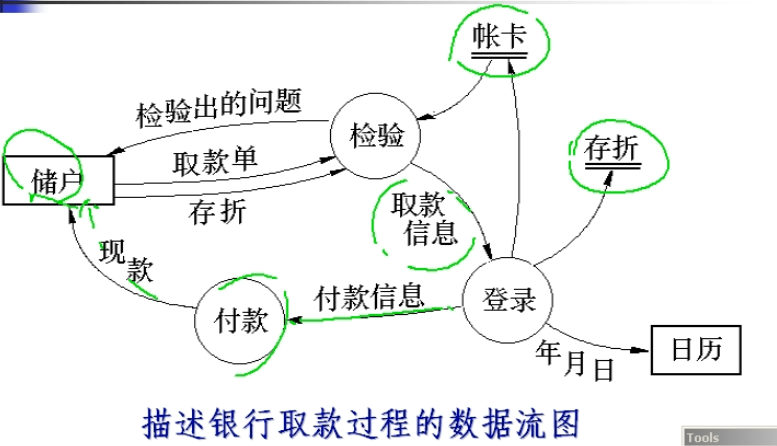 帐卡
检验出的问题
检验
存折
取款单
储户
取款
信息
存折
现款
付款信息
登录
付款
年月日
日历
描述银行取款过程的数据流图
Tools